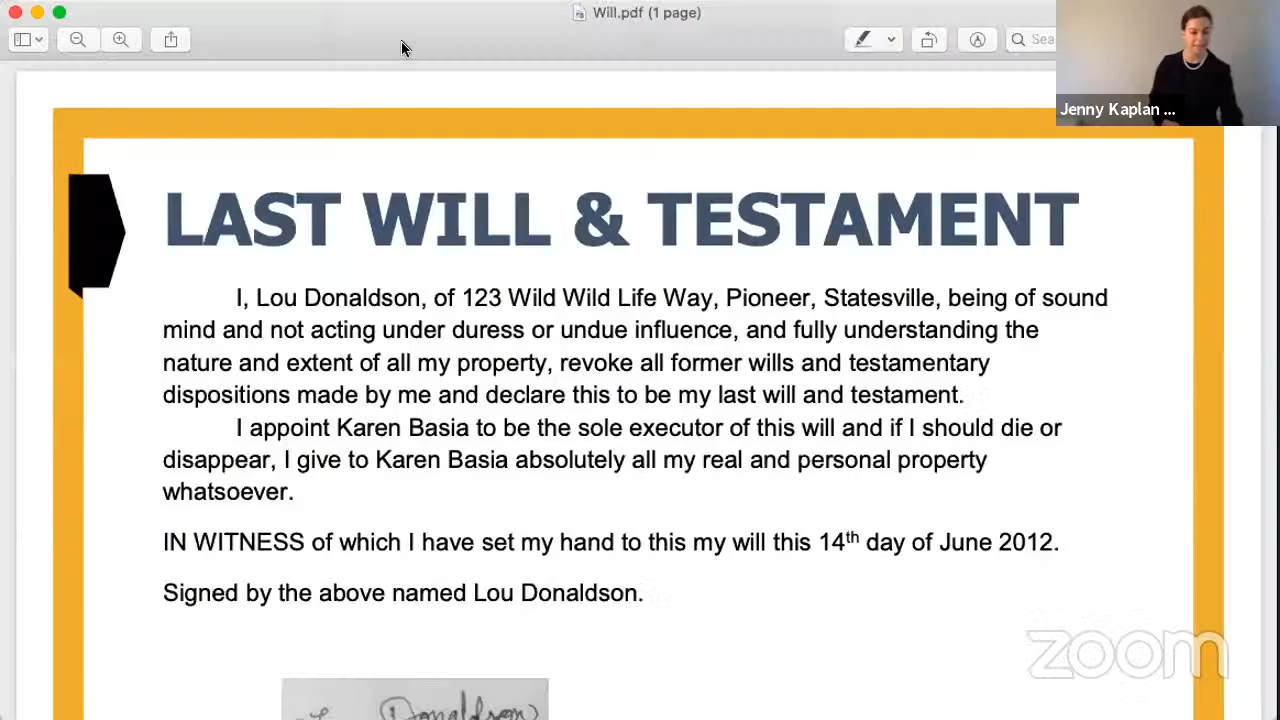 Will.pdf (1 page)
Sea
Jenny Kaplan ...
LAST WILL & TESTAMENT
I, Lou Donaldson, of 123 Wild Wild Life Way, Pioneer, Statesville, being of sound
mind and not acting under duress or undue influence, and fully understanding the
nature and extent of all my property, revoke all former wills and testamentary
dispositions made by me and declare this to be my last will and testament.
I appoint Karen Basia to be the sole executor of this will and if I should die or
disappear, I give to Karen Basia absolutely all my real and personal property
whatsoever.
IN WITNESS of which I have set my hand to this my will this 14th day of June 2012.
Signed by the above named Lou Donaldson.
zoom
Donaldson